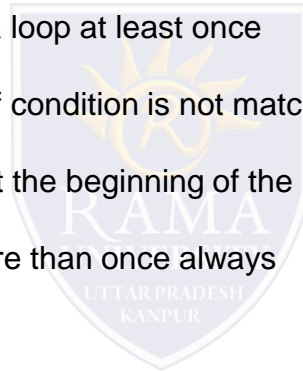 loop at least once
condition is not matc
t the beginning of the
re than once always
RAMA
UNIVERSITY
UTTAR PRADESH
KANPUR